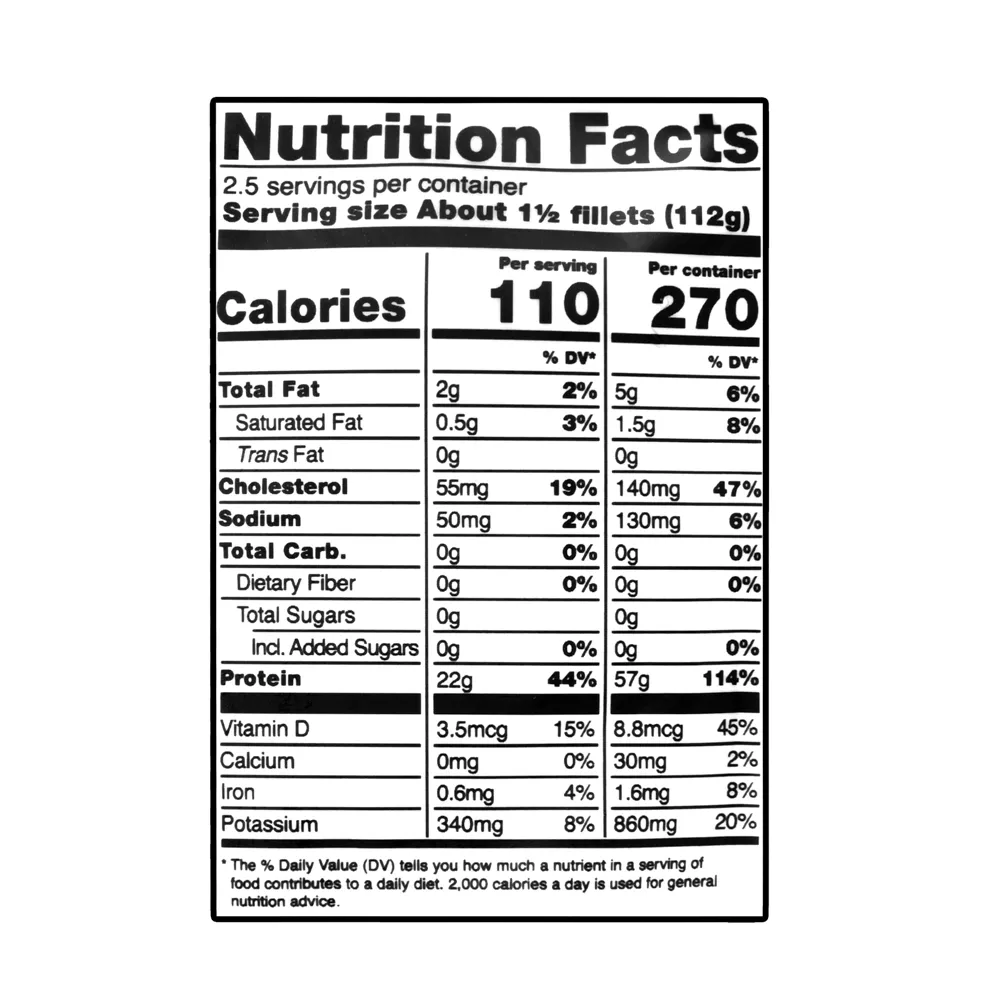 Nutrition Facts
2.5 servings per container
Serving size About 1½ fillets (112g)
Per serving Per container
Calories 110 270
% DV* % DV*
Total Fat 2g 2% 5g 6%
Saturated Fat 0.5g 3% 1.5g 8%
Trans Fat 0g 0g
Cholesterol 55mg 19% 140mg 47%
Sodium 50mg 2% 130mg 6%
Total Carb. 0g 0% 0g 0%
Dietary Fiber 0g 0% 0g 0%
Total Sugars 0g 0g
Incl. Added Sugars 0g 0% 0g 0%
Protein 22g 44% 57g 114%
Vitamin D 3.5mcg 15% 8.8mcg 45%
Calcium 0mg 0% 30mg 2%
Iron 0.6mg 4% 1.6mg 8%
Potassium 340mg 8% 860mg 20%
* The % Daily Value (DV) tells you how much a nutrient in a serving of
food contributes to a daily diet. 2,000 calories a day is used for general
nutrition advice.